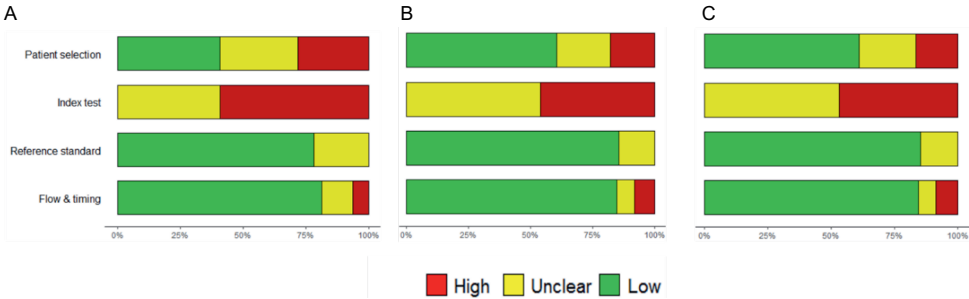 A
B
C
Patient selection
Index test
Reference standard
Flow & timing
0% 25% 50% 75% 100%
0% 25% 50% 75% 100%
0% 25% 50% 75% 100%
High Unclear Low